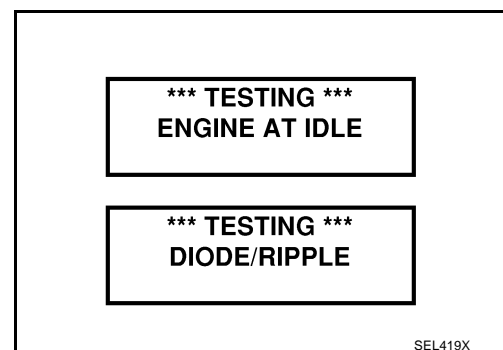 *** TESTING ***
ENGINE AT IDLE
*** TESTING ***
DIODE/RIPPLE
SEL419X